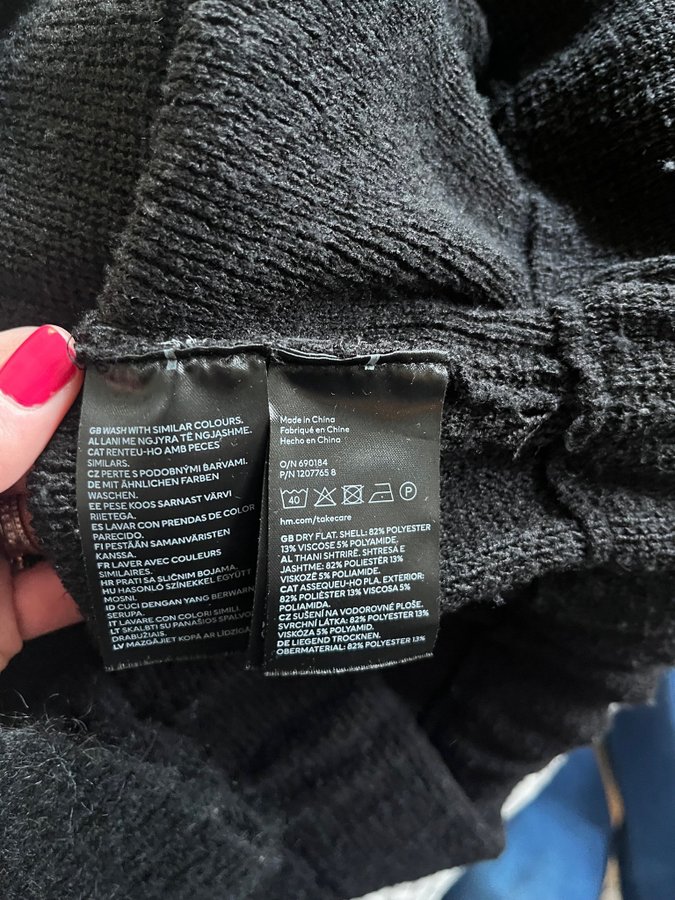 GB WASH WITH SIMILAR COLOURS.
AL LANI ME NGJYRA TË NGJASHME.
CAT RENTEU-HO AMB PECES
SIMILARS.
CZ PERTE S PODOBNÝMI BARVAMI.
DE MIT ÄHNLICHEN FARBEN
WASCHEN.
EE PESE KOOS SARNAST VÄRVI
RIIETEGA.
ES LAVAR CON PRENDAS DE COLOR
PARECIDO.
FI PESTÄÄN SAMANVÄRISTEN
KANSSA.
FR LAVER AVEC COULEURS
SIMILAIRES.
HR PRATI SA SLIČNIM BOJAMA.
HU HASONLÓ SZÍNEKKEL EGYÜTT
MOSNI.
ID CUCI DENGAN YANG BERWARN
SERUPA.
IT LAVARE CON COLORI SIMILI.
LT SKALBTI SU PANAŠIOS SPALVOS
DRABUŽIAIS.
LV MAZGĀJIET KOPĀ AR LĪDZĪGA
Made in China
Fabriqué en Chine
Hecho en Chino
O/N 690184
P/N 1207765 8
40 P
hm.com/takecare
GB DRY FLAT. SHELL: 82% POLYESTER
13% VISCOSE 5% POLYAMIDE.
AL THANI SHTRIRË. SHTRESA E
JASHTME: 82% POLIESTËR 13%
VISKOZË 5% POLIAMIDË.
CAT ASSEQUEU-HO PLA. EXTERIOR:
82% POLIÈSTER 13% VISCOSA 5%
POLIAMIDA.
CZ SUŠENÍ NA VODOROVNÉ PLOŠE.
SVRCHNÍ LÁTKA: 82% POLYESTER 13%
VISKÓZA 5% POLYAMID.
DE LIEGEND TROCKNEN.
OBERMATERIAL: 82% POLYESTER 13%